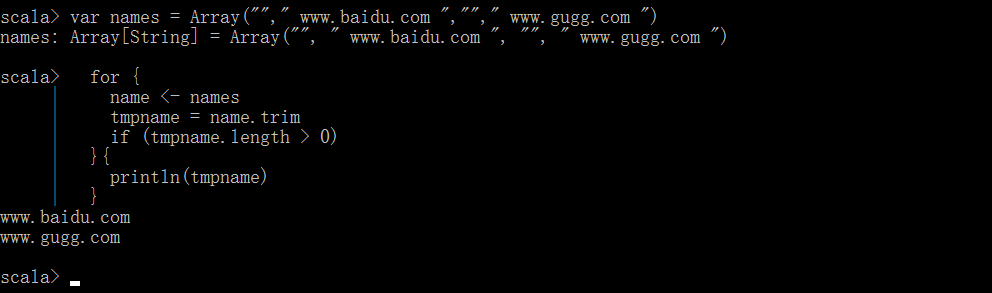 scala> var names = Array(""," www.baidu.com ",""," www.gugg.com ")
names: Array[String] = Array("", " www.baidu.com ", "", " www.gugg.com ")
scala> for {
name <- names
tmpname = name.trim
if (tmpname.length > 0)
}{
println(tmpname)
}
www.baidu.com
www.gugg.com
scala>